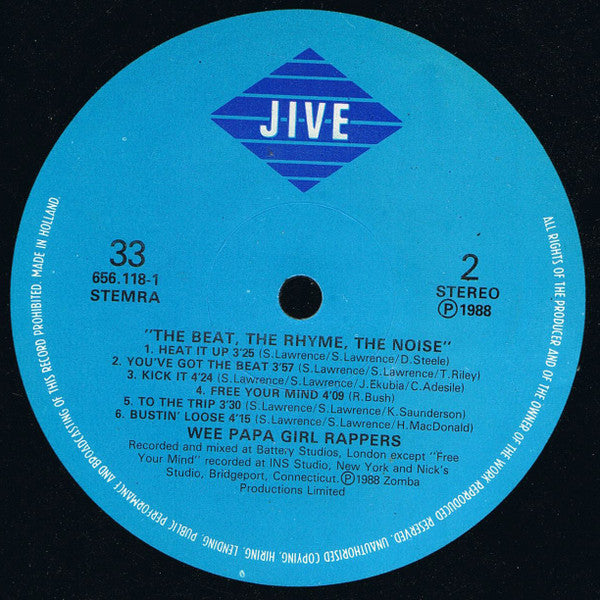 JIVE
33
656.118-1
STEMRA
2
STEREO
Ⓟ 1988
"THE BEAT, THE RHYME, THE NOISE"
1. HEAT IT UP 3'25 (S.Lawrence/S.Lawrence/D.Steele)
2. YOU'VE GOT THE BEAT 3'57 (S.Lawrence/S.Lawrence/T.Riley)
3. KICK IT 4'24 (S.Lawrence/S.Lawrence/J.Ekubia/C.Adesile)
4. FREE YOUR MIND 4'09 (R.Bush)
5. TO THE TRIP 3'30 (S.Lawrence/S.Lawrence/K.Saunderson)
6. BUSTIN' LOOSE 4'15 (S.Lawrence/S.Lawrence/H.MacDonald)
WEE PAPA GIRL RAPPERS
Recorded and mixed at Battery Studios, London except "Free
Your Mind" recorded at INS Studio, New York and Nick's
Studio, Bridgeport, Connecticut. Ⓟ1988 Zomba
Productions Limited
ALL RIGHTS OF THE PRODUCER AND OF THE OWNER OF THE WORK REPRODUCED RESERVED. UNAUTHORISED COPYING, HIRING, LENDING, PUBLIC PERFORMANCE AND BROADCASTING OF THIS RECORD PROHIBITED. MADE IN HOLLAND.